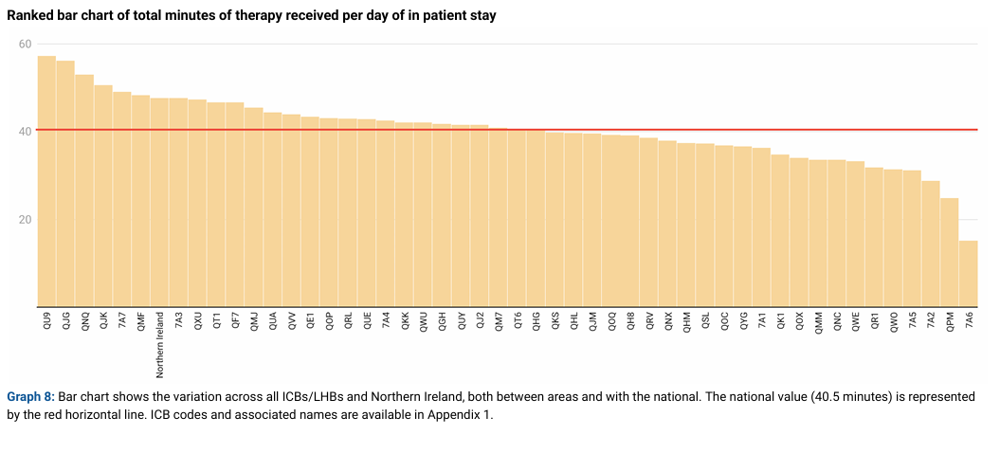 Ranked bar chart of total minutes of therapy received per day of in patient stay
60
40
20
QU9
QJG
QNQ
QJK
7A7
QMF
Northern Ireland
7A3
QXU
QT1
QF7
QMJ
QUA
QVV
QE1
QOP
QRL
QUE
7A4
QKK
QWU
QGH
QUY
QJ2
QM7
QT6
QHG
QKS
QHL
QJM
QOQ
QH8
QRV
QNX
QHM
QSL
QOC
QYG
7A1
QK1
QOX
QMM
QNC
QWE
QR1
QWO
7A5
7A2
QPM
7A6
Graph 8: Bar chart shows the variation across all ICBs/LHBs and Northern Ireland, both between areas and with the national. The national value (40.5 minutes) is represented
by the red horizontal line. ICB codes and associated names are available in Appendix 1.